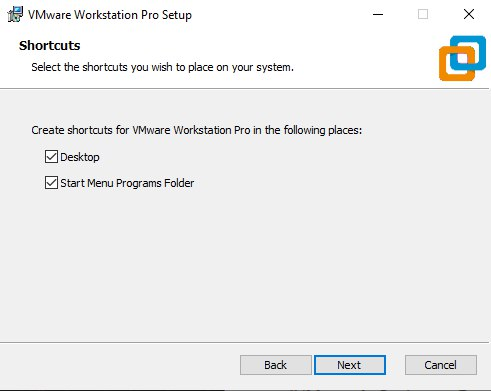 VMware Workstation Pro Setup
Shortcuts
Select the shortcuts you wish to place on your system.
Create shortcuts for VMware Workstation Pro in the following places:
Desktop
Start Menu Programs Folder
Back Next Cancel